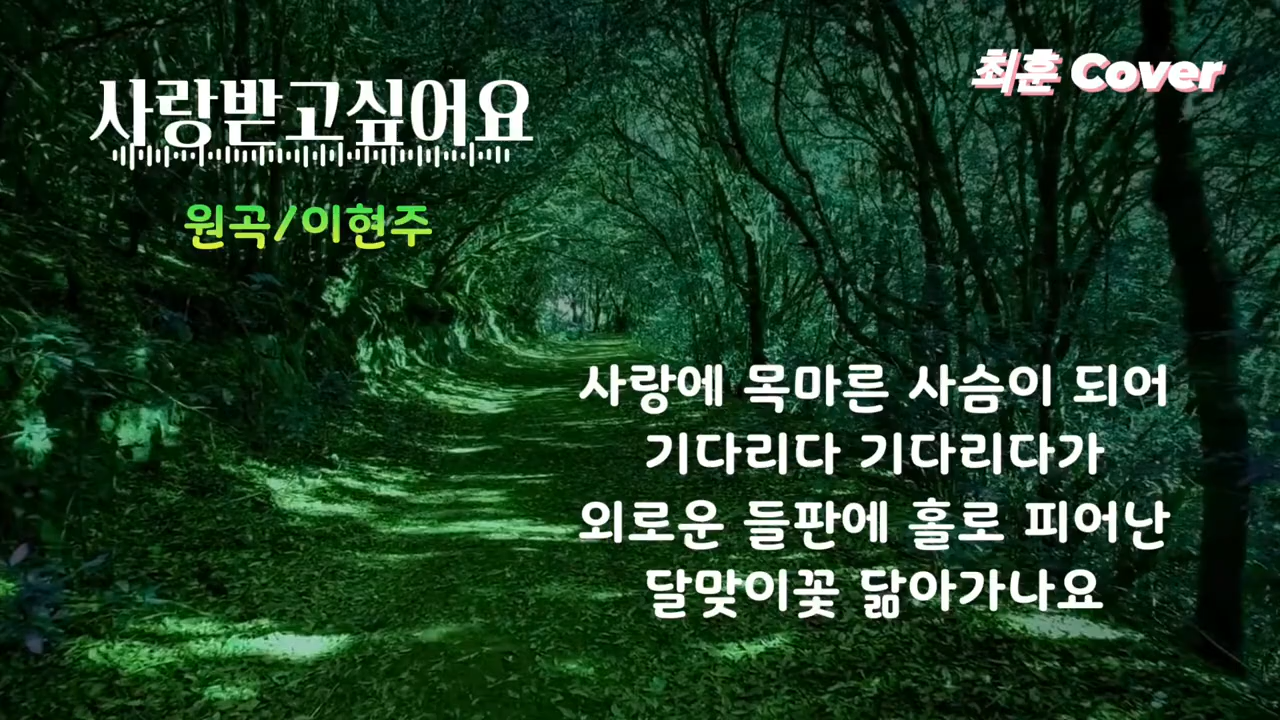 사랑받고싶어요
최훈 Cover
원곡/이현주
사랑에 목마른 사슴이 되어
기다리다 기다리다가
외로운 들판에 홀로 피어난
달맞이꽃 닮아가나요